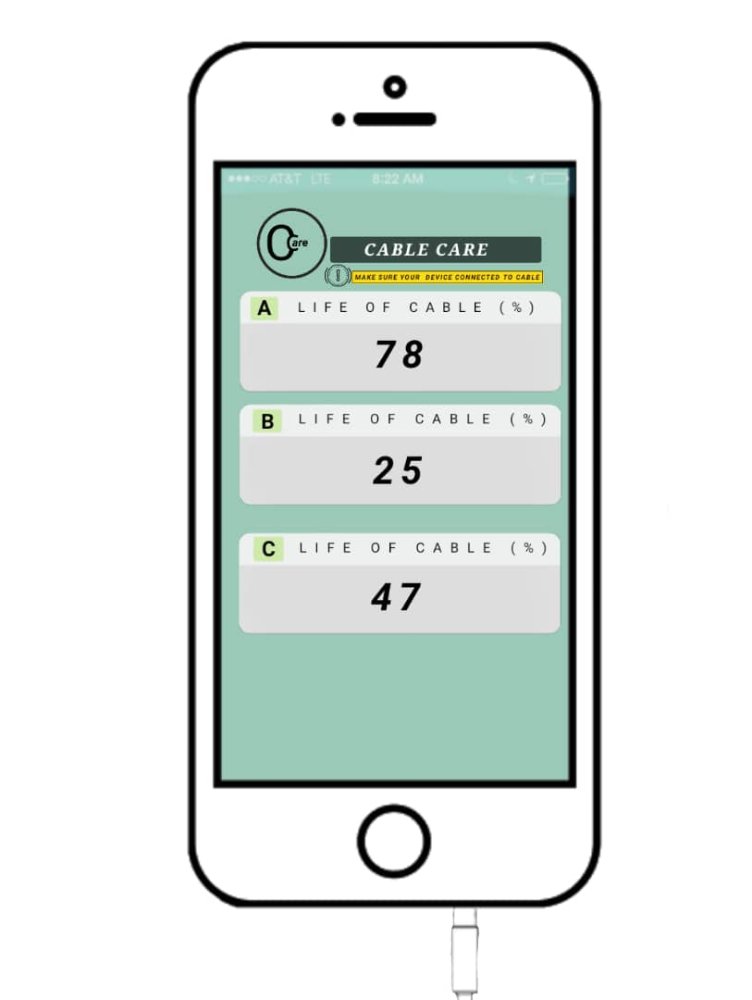 AT&T LTE 8:22 AM
Care
CABLE CARE
MAKE SURE YOUR DEVICE CONNECTED TO CABLE
A LIFE OF CABLE (%)
78
B LIFE OF CABLE (%)
25
C LIFE OF CABLE (%)
47